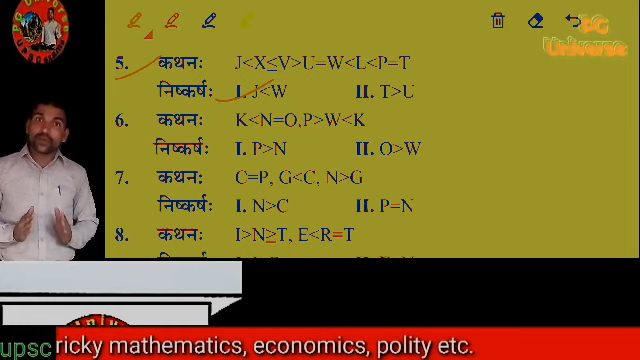 PG
Universe
5. कथनः J<X≤V>U=W<L<P=T
निष्कर्षः I. J<W II. T>U
6. कथनः K<N=O,P>W<K
निष्कर्षः I. P>N II. O>W
7. कथनः C=P, G<C, N>G
निष्कर्षः I. N>C II. P=N
8. कथनः I>N≥T, E<R=T
upsc ricky mathematics, economics, polity etc.